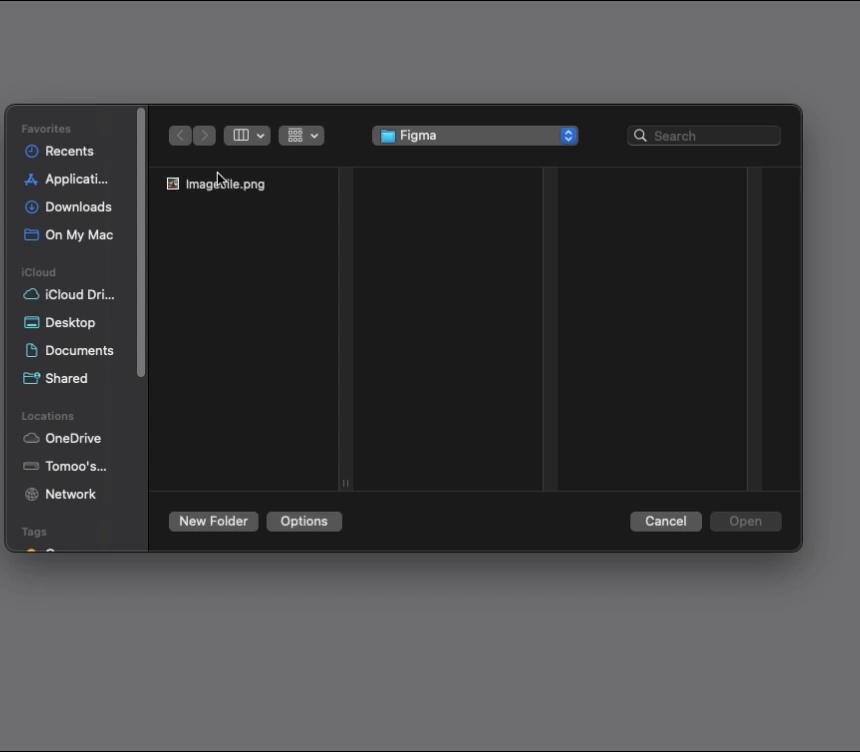 Favorites
Recents
Applicati...
Downloads
On My Mac
iCloud
iCloud Dri...
Desktop
Documents
Shared
Locations
OneDrive
Tomoo's...
Network
Tags
Figma
Search
Imagefile.png
New Folder
Options
Cancel
Open